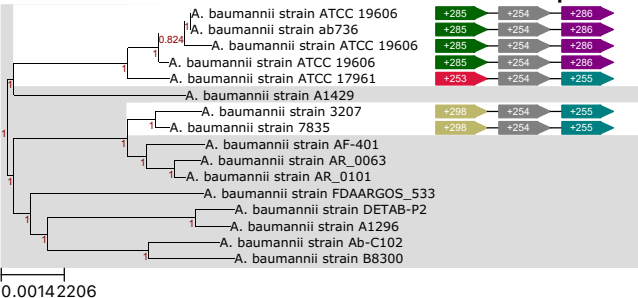 A. baumannii strain ATCC 19606 +285 +254 +286
A. baumannii strain ab736 +285 +254 +286
0.824 A. baumannii strain ATCC 19606 +285 +254 +286
1 A. baumannii strain ATCC 19606 +285 +254 +286
1 A. baumannii strain ATCC 17961 +253 +254 +255
1 A. baumannii strain A1429
A. baumannii strain 3207 +298 +254 +255
1 1 A. baumannii strain 7835 +298 +254 +255
1 A. baumannii strain AF-401
1 A. baumannii strain AR_0063
1 1 A. baumannii strain AR_0101
A. baumannii strain FDAARGOS_533
A. baumannii strain DETAB-P2
1 1 A. baumannii strain A1296
1 A. baumannii strain Ab-C102
1 A. baumannii strain B8300
0.00142206